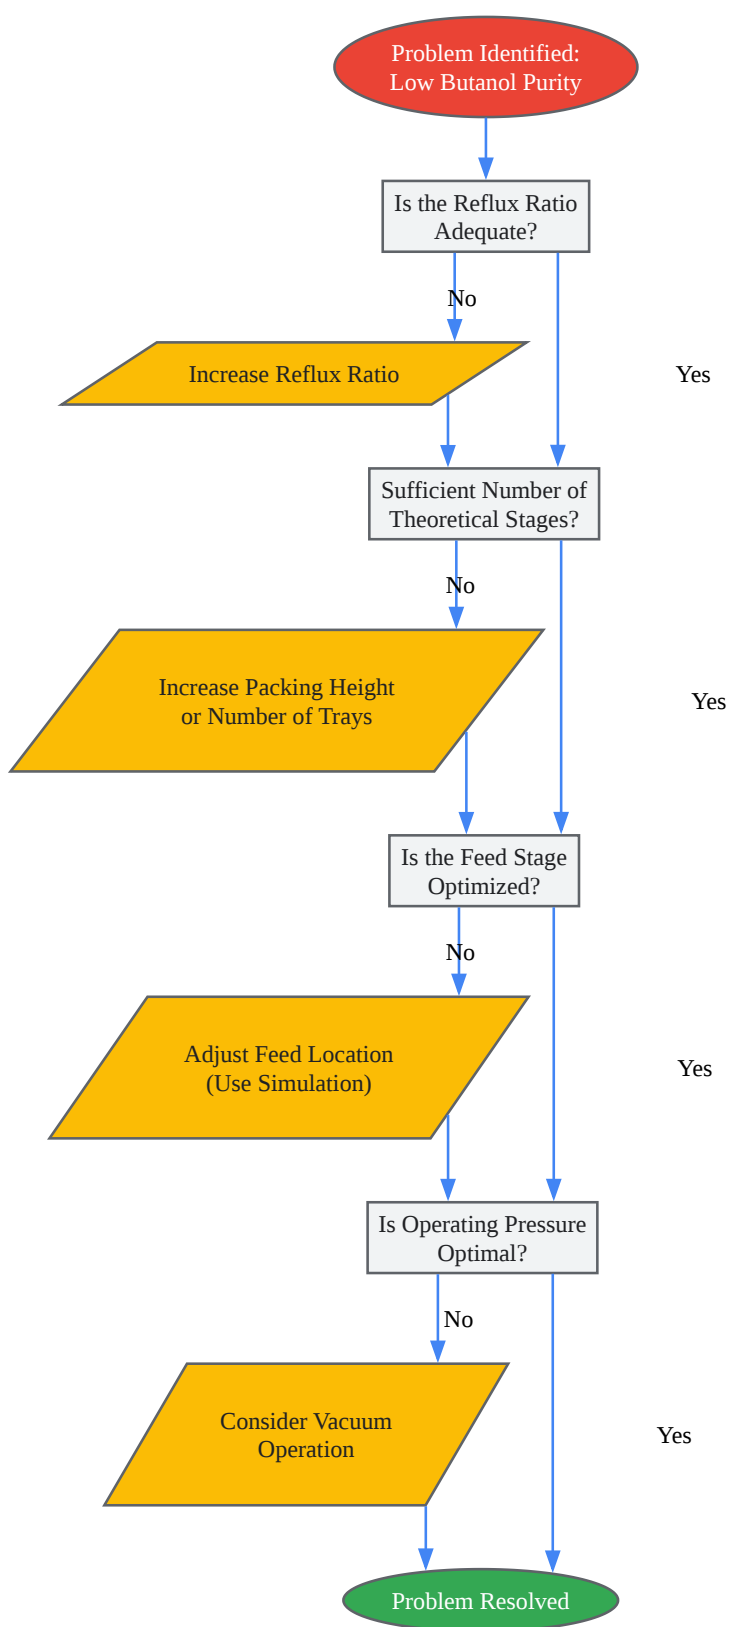 Problem Identified:
Low Butanol Purity
Is the Reflux Ratio
Adequate?
No
Increase Reflux Ratio
Yes
Sufficient Number of
Theoretical Stages?
No
Increase Packing Height
or Number of Trays
Yes
Is the Feed Stage
Optimized?
No
Adjust Feed Location
(Use Simulation)
Yes
Is Operating Pressure
Optimal?
No
Consider Vacuum
Operation
Yes
Problem Resolved